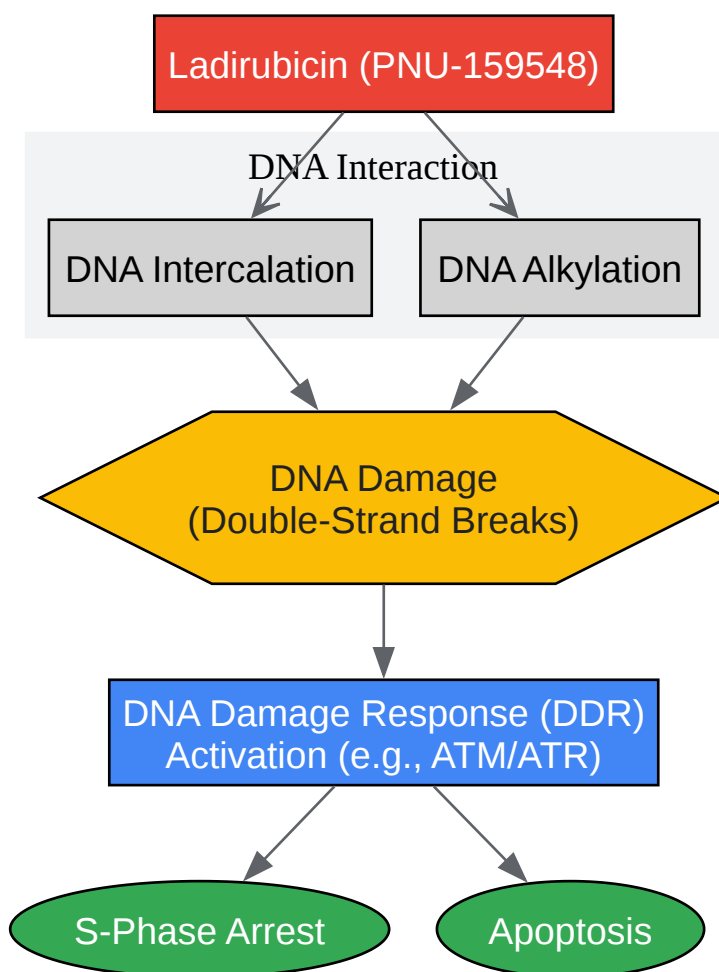 Ladirubicin (PNU-159548)
DNA Interaction
DNA Intercalation
DNA Alkylation
DNA Damage
(Double-Strand Breaks)
DNA Damage Response (DDR)
Activation (e.g., ATM/ATR)
S-Phase Arrest
Apoptosis